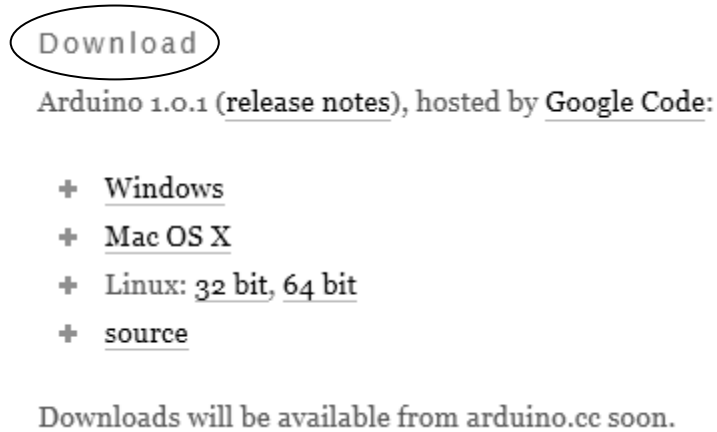 Download
Arduino 1.0.1 (release notes), hosted by Google Code:
Windows
Mac OS X
Linux: 32 bit, 64 bit
source
Downloads will be available from arduino.cc soon.